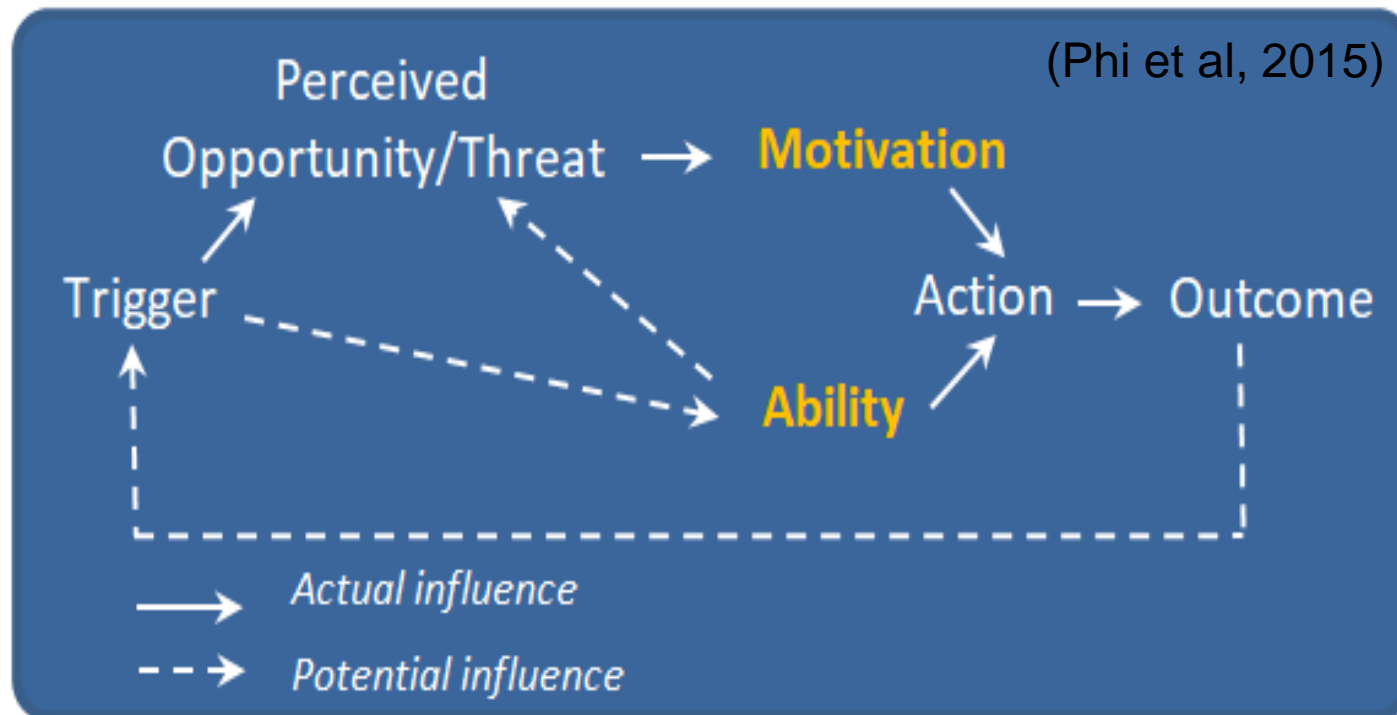 (Phi et al, 2015)
Perceived
Opportunity/Threat
Motivation
Trigger
Action
Outcome
Ability
Actual influence
Potential influence